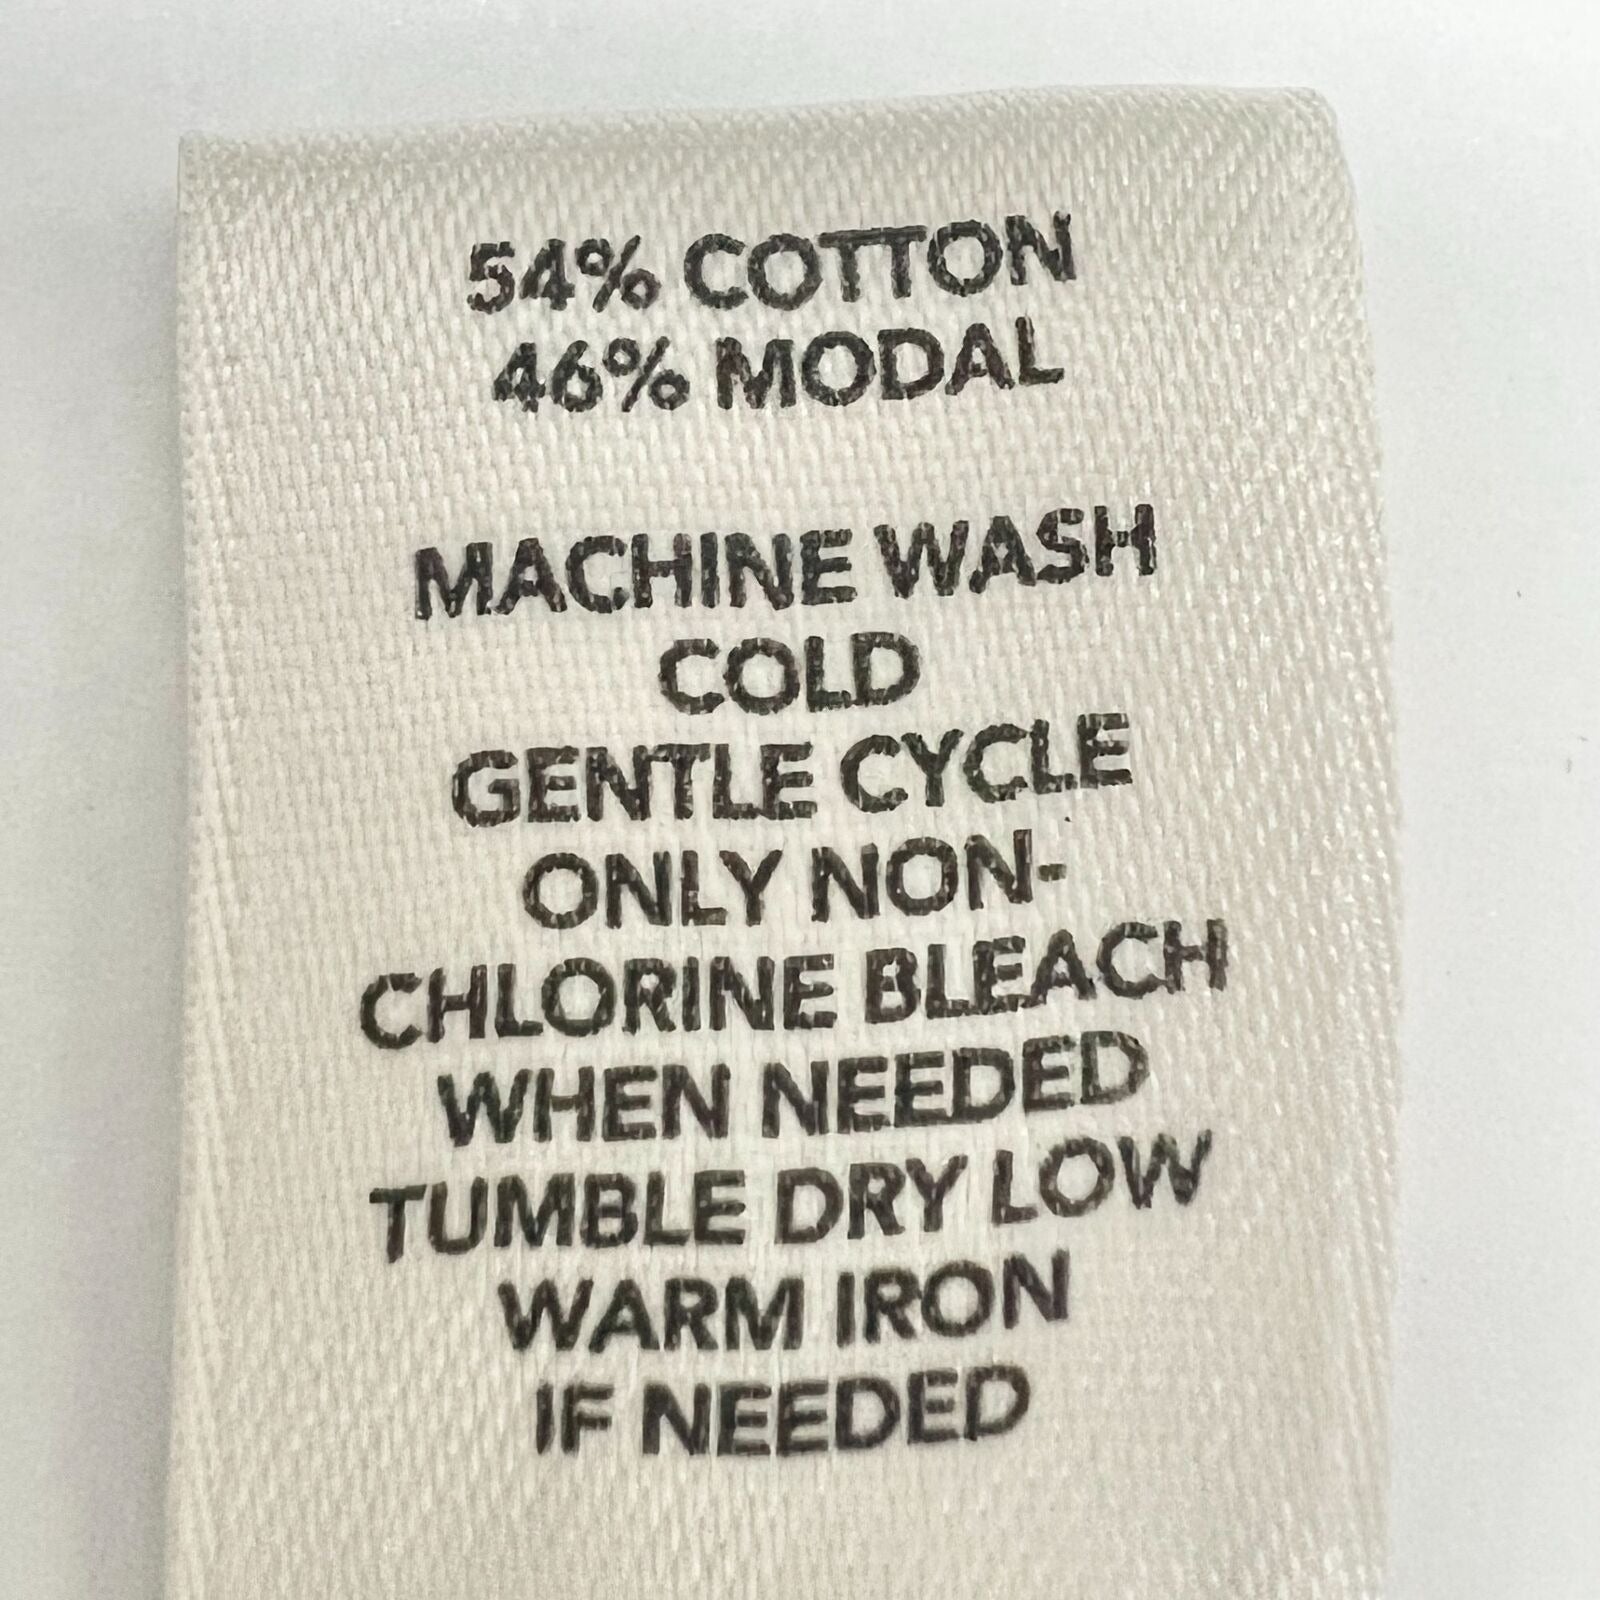 54% COTTON
46% MODAL
MACHINE WASH
COLD
GENTLE CYCLE
ONLY NON-
CHLORINE BLEACH
WHEN NEEDED
TUMBLE DRY LOW
WARM IRON
IF NEEDED